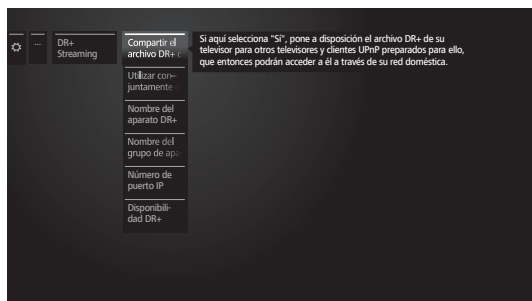 ...
DR+
Streaming
Compartir el
archivo DR+ c
Si aquí selecciona "Sí", pone a disposición el archivo DR+ de su
televisor para otros televisores y clientes UPnP preparados para ello,
que entonces podrán acceder a él a través de su red doméstica.
Utilizar con-
juntamente
Nombre del
aparato DR+
Nombre del
grupo de apa
Número de
puerto IP
Disponibili-
dad DR+